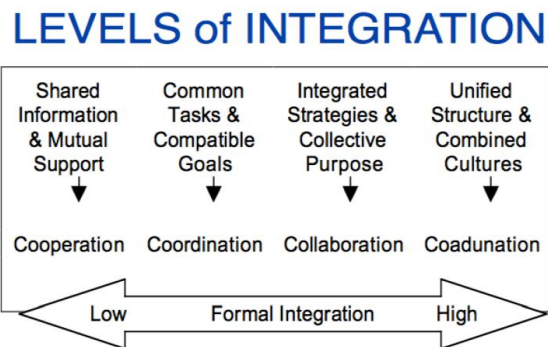 LEVELS of INTEGRATION
Shared
Information
& Mutual
Support
Common
Tasks &
Compatible
Goals
Integrated
Strategies &
Collective
Purpose
Unified
Structure &
Combined
Cultures
Cooperation
Coordination
Collaboration
Coadunation
Low
Formal Integration
High